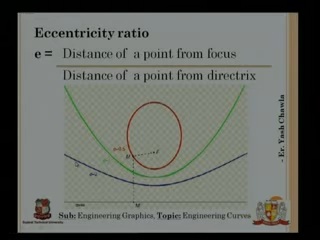 Eccentricity ratio
e = Distance of a point from focus
Distance of a point from directrix
- Er. Yash Chawla
Sub: Engineering Graphics, Topic: Engineering Curves